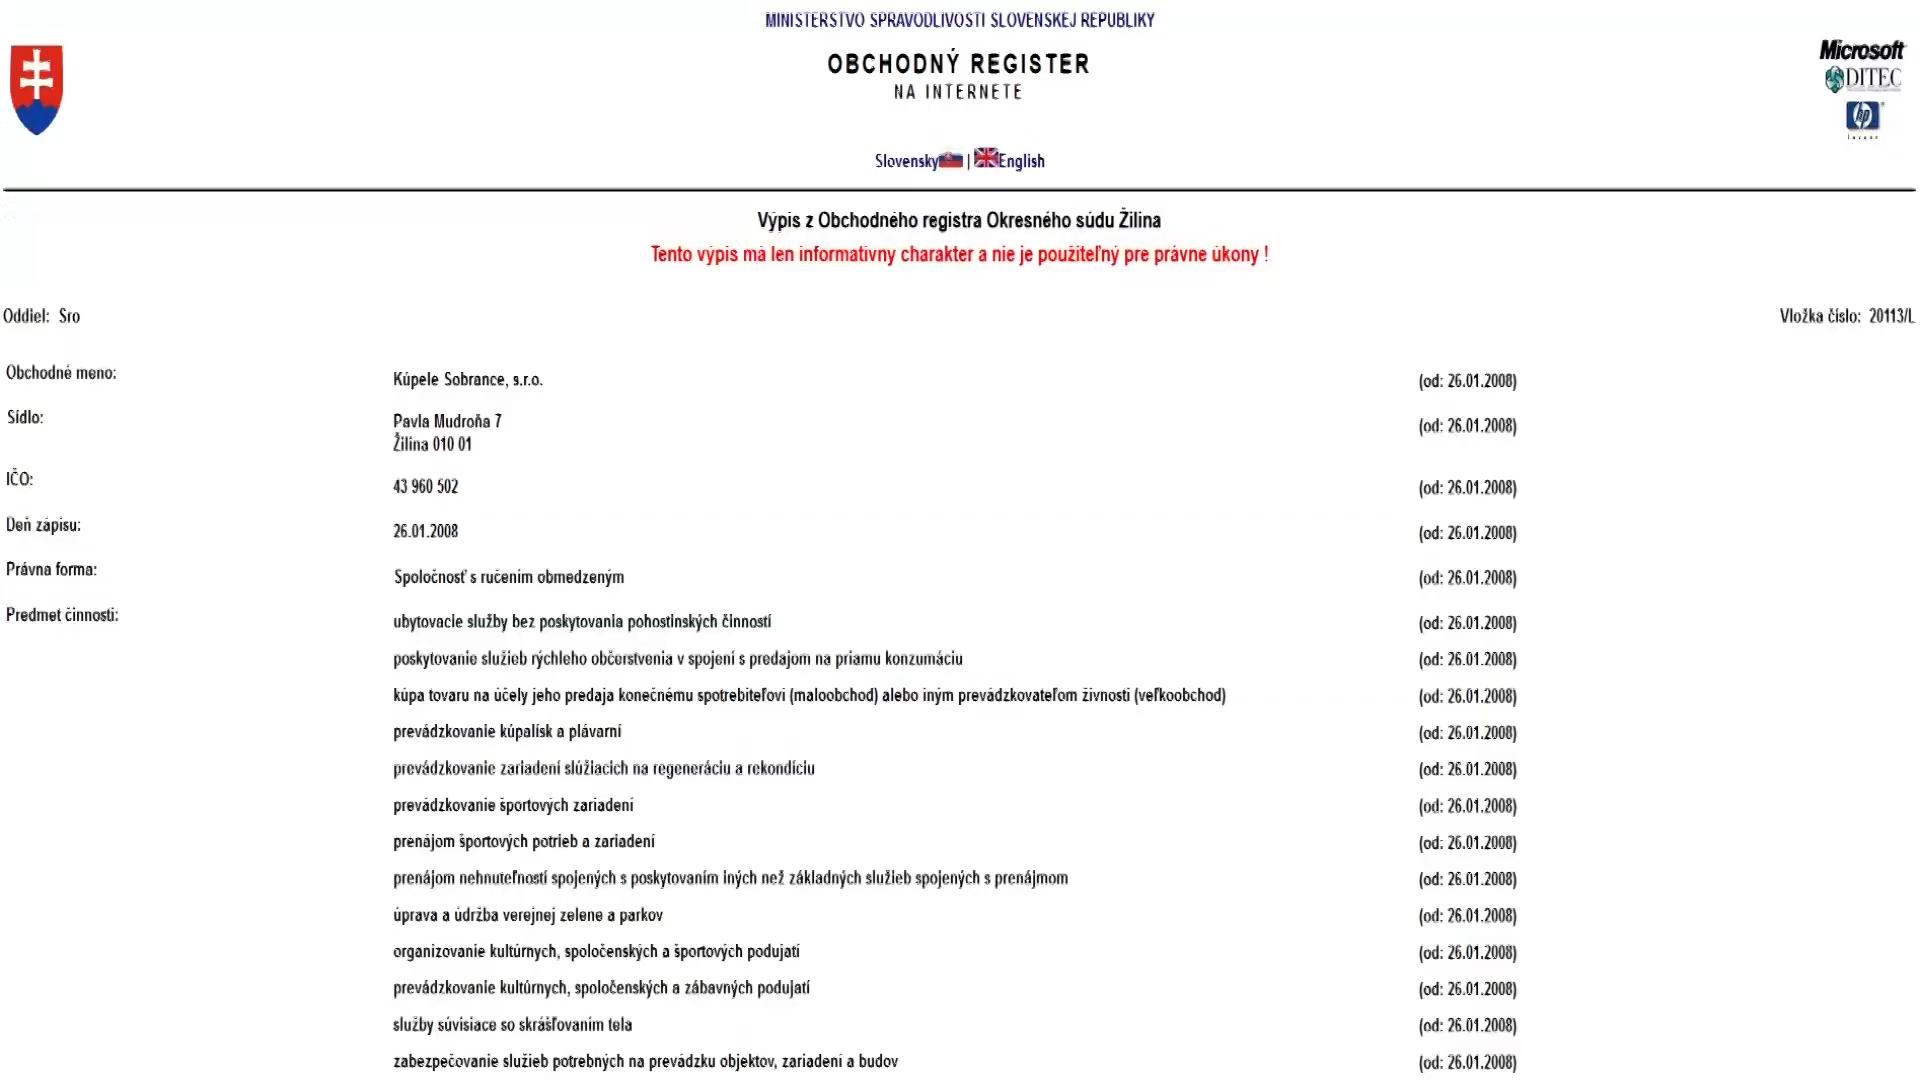 MINISTERSTVO SPRAVODLIVOSTI SLOVENSKEJ REPUBLIKY
OBCHODNÝ REGISTER
NA INTERNETE
Microsoft
DITEC
hp
invent
Slovensky | English
Výpis z Obchodného registra Okresného súdu Žilina
Tento výpis má len informatívny charakter a nie je použiteľný pre právne úkony !
Oddiel: Sro Vložka číslo: 20113/L
Obchodné meno: Kúpele Sobrance, s.r.o. (od: 26.01.2008)
Sídlo: Pavla Mudroňa 7 (od: 26.01.2008)
Žilina 010 01
IČO: 43 960 502 (od: 26.01.2008)
Deň zápisu: 26.01.2008 (od: 26.01.2008)
Právna forma: Spoločnosť s ručením obmedzeným (od: 26.01.2008)
Predmet činnosti: ubytovacie služby bez poskytovania pohostinských činností (od: 26.01.2008)
poskytovanie služieb rýchleho občerstvenia v spojení s predajom na priamu konzumáciu (od: 26.01.2008)
kúpa tovaru na účely jeho predaja konečnému spotrebiteľovi (maloobchod) alebo iným prevádzkovateľom živnosti (veľkoobchod) (od: 26.01.2008)
prevádzkovanie kúpalísk a plávarní (od: 26.01.2008)
prevádzkovanie zariadení slúžiacich na regeneráciu a rekondíciu (od: 26.01.2008)
prevádzkovanie športových zariadení (od: 26.01.2008)
prenájom športových potrieb a zariadení (od: 26.01.2008)
prenájom nehnuteľností spojených s poskytovaním iných než základných služieb spojených s prenájmom (od: 26.01.2008)
úprava a údržba verejnej zelene a parkov (od: 26.01.2008)
organizovanie kultúrnych, spoločenských a športových podujatí (od: 26.01.2008)
prevádzkovanie kultúrnych, spoločenských a zábavných podujatí (od: 26.01.2008)
služby súvisiace so skrášľovaním tela (od: 26.01.2008)
zabezpečovanie služieb potrebných na prevádzku objektov, zariadení a budov (od: 26.01.2008)